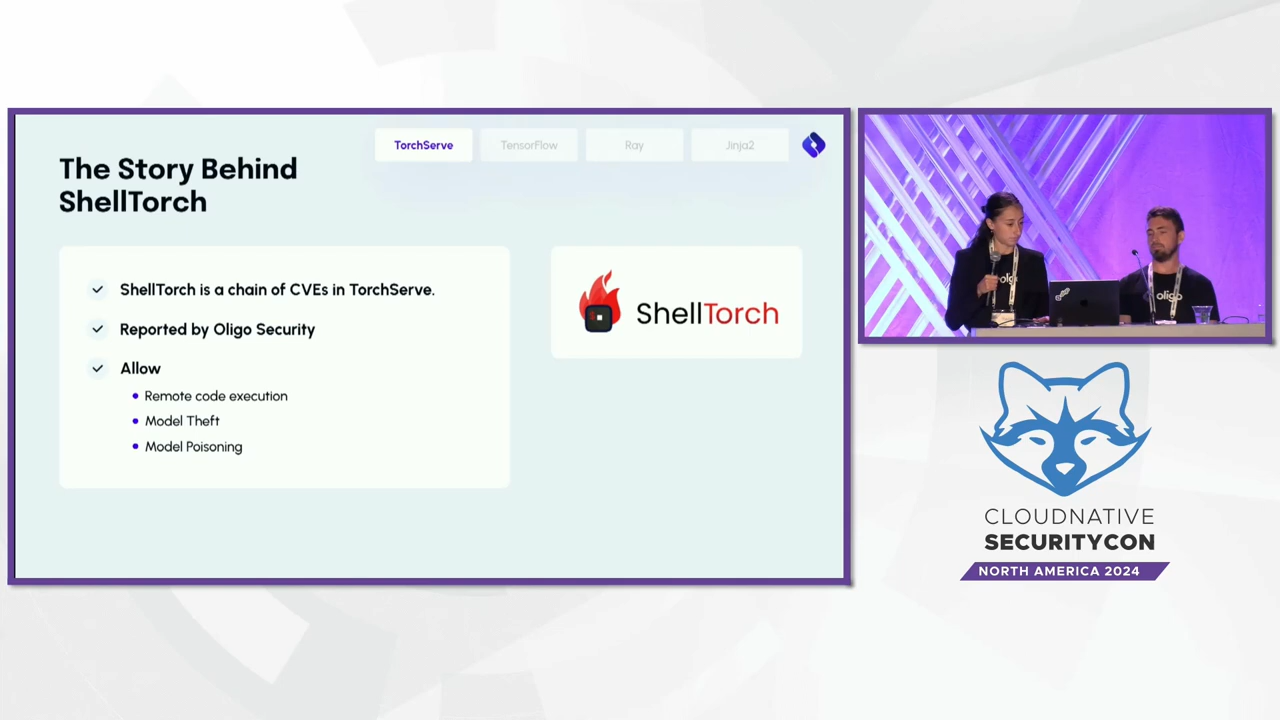 TorchServe
TensorFlow
Ray
Jinja2
The Story Behind
ShellTorch
ShellTorch is a chain of CVEs in TorchServe.
Reported by Oligo Security
Allow
Remote code execution
Model Theft
Model Poisoning
ShellTorch
oligo
oligo
CLOUDNATIVE
SECURITYCON
NORTH AMERICA 2024